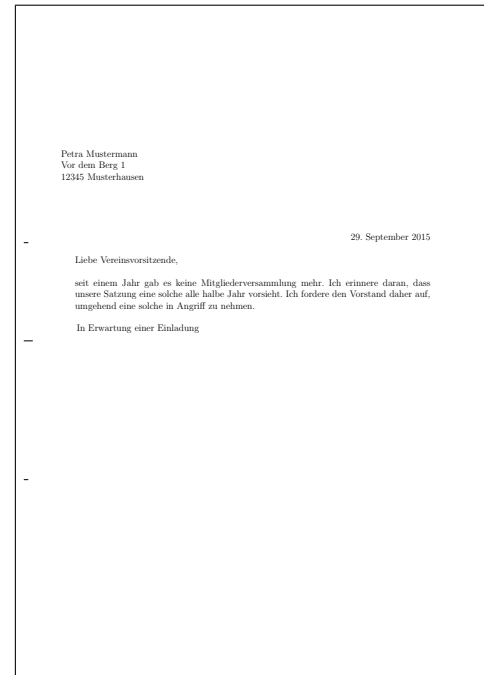 Petra Mustermann
Vor dem Berg 1
12345 Musterhausen
29. September 2015
Liebe Vereinsvorsitzende,
seit einem Jahr gab es keine Mitgliederversammlung mehr. Ich erinnere daran, dass
unsere Satzung eine solche alle halbe Jahr vorsieht. Ich fordere den Vorstand daher auf,
umgehend eine solche in Angriff zu nehmen.
In Erwartung einer Einladung